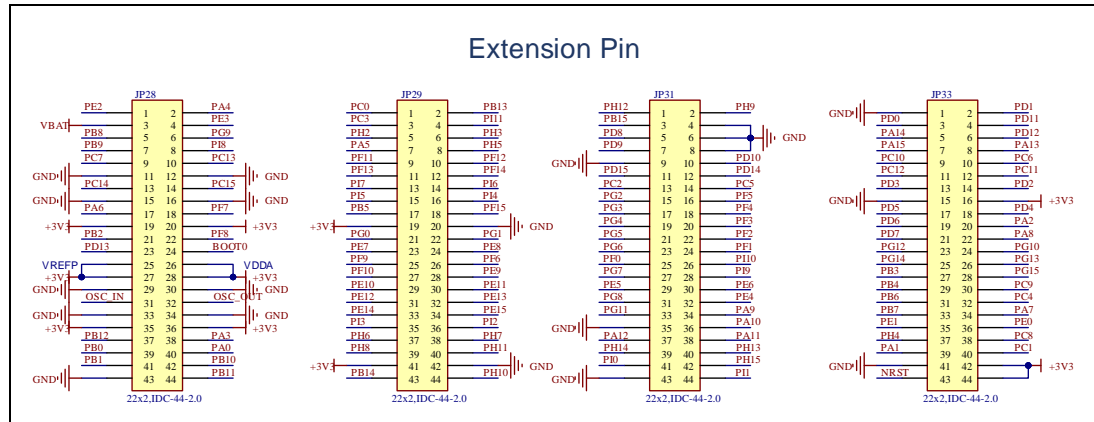 Extension Pin
JP28
PE2 1 2 PA4
VBAT 3 4 PE3
PB8 5 6 PG9
PB9 7 8 PI8
PC7 9 10 PC13
GND 11 12 GND
PC14 13 14 PC15
GND 15 16 GND
PA6 17 18 PF7
+3V3 19 20 +3V3
PB2 21 22 PF8
PD13 23 24 BOOT0
VREFP 25 26 VDDA
+3V3 27 28 +3V3
GND 29 30 GND
OSC_IN 31 32 OSC_OUT
GND 33 34 GND
+3V3 35 36 +3V3
PB12 37 38 PA3
PB0 39 40 PA0
PB1 41 42 PB10
GND 43 44 PB11
22x2,IDC-44-2.0
JP29
PC0 1 2 PB13
PC3 3 4 PI11
PH2 5 6 PH3
PA5 7 8 PH5
PF11 9 10 PF12
PF13 11 12 PF14
PI7 13 14 PI6
PI5 15 16 PI4
PB5 17 18 PF15
+3V3 19 20 GND
PG0 21 22 PG1
PE7 23 24 PE8
PF9 25 26 PF6
PF10 27 28 PE9
PE10 29 30 PE11
PE12 31 32 PE13
PE14 33 34 PE15
PI3 35 36 PI2
PH6 37 38 PH7
PH8 39 40 PH11
+3V3 41 42 GND
PB14 43 44 PH10
22x2,IDC-44-2.0
JP31
PH12 1 2 PH9
PB15 3 4
PD8 5 6 GND
PD9 7 8
GND 9 10 PD10
PD15 11 12 PD14
PC2 13 14 PC5
PG2 15 16 PF5
PG3 17 18 PF4
PG4 19 20 PF3
PG5 21 22 PF2
PG6 23 24 PF1
PF0 25 26 PI10
PG7 27 28 PI9
PE5 29 30 PE6
PG8 31 32 PE4
PG11 33 34 PA9
GND 35 36 PA10
PA12 37 38 PA11
PH14 39 40 PH13
PI0 41 42 PH15
GND 43 44 PI1
22x2,IDC-44-2.0
JP33
GND 1 2 PD1
PD0 3 4 PD11
PA14 5 6 PD12
PA15 7 8 PA13
PC10 9 10 PC6
PC12 11 12 PC11
PD3 13 14 PD2
GND 15 16 +3V3
PD5 17 18 PD4
PD6 19 20 PA2
PD7 21 22 PA8
PG12 23 24 PG10
PG14 25 26 PG13
PB3 27 28 PG15
PB4 29 30 PC9
PB6 31 32 PC4
PB7 33 34 PA7
PE1 35 36 PE0
PH4 37 38 PC8
PA1 39 40 PC1
GND 41 42 +3V3
NRST 43 44
22x2,IDC-44-2.0